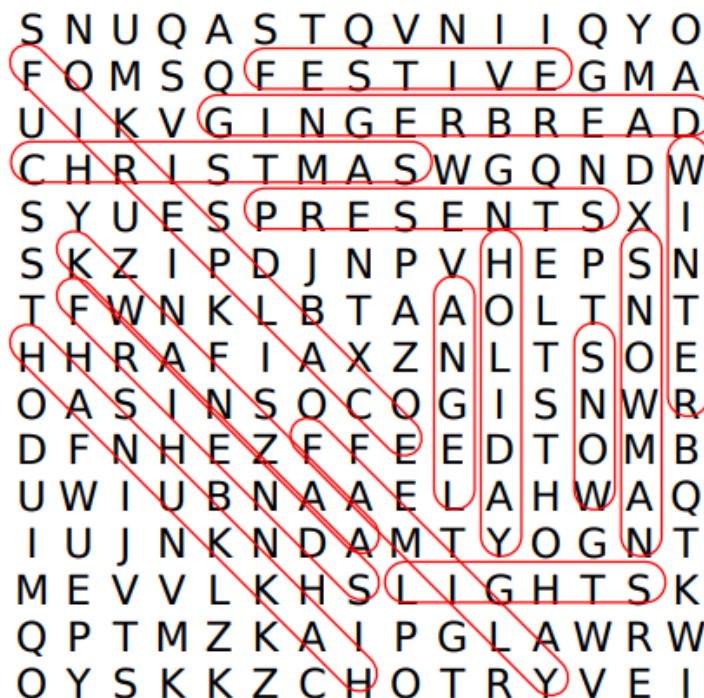 S N U Q A S T Q V N I I Q Y O
F O M S Q F E S T I V E G M A
U I K V G I N G E R B R E A D
C H R I S T M A S W G Q N D W
S Y U E S P R E S E N T S X I
S K Z I P D J N P V H E P S N
T F W N K L B T A A O L T N T
H H R A F I A X Z N L T S O E
O A S I N S O C O G I S N W R
D F N H E Z F F E E D T O M B
U W I U B N A A E L A H W A Q
I U J N K N D A M T Y O G N T
M E V V L K H S L I G H T S K
Q P T M Z K A I P G L A W R W
O Y S K K Z C H O T R Y V E I